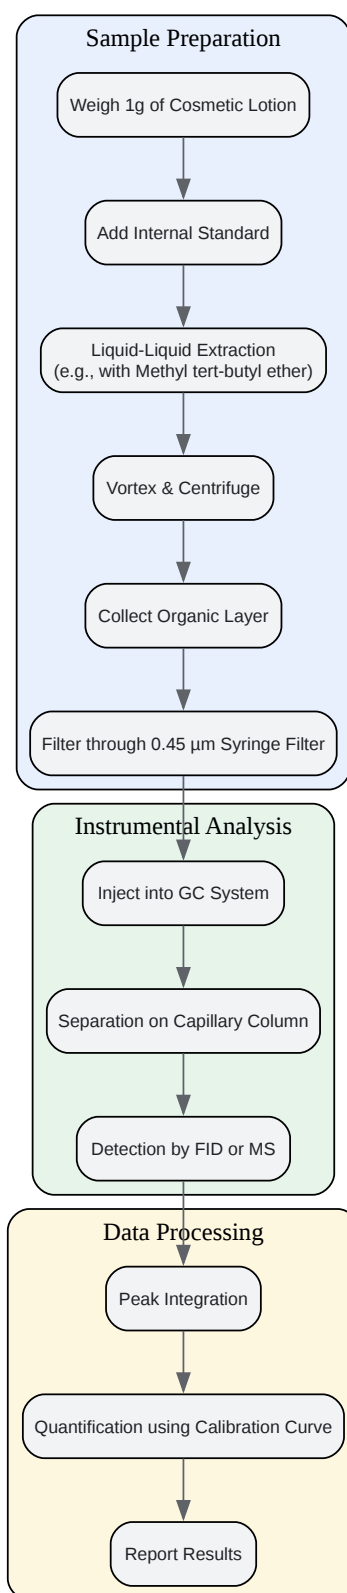 Sample Preparation
Weigh 1g of Cosmetic Lotion
Add Internal Standard
Liquid-Liquid Extraction
(e.g., with Methyl tert-butyl ether)
Vortex & Centrifuge
Collect Organic Layer
Filter through 0.45 µm Syringe Filter
Instrumental Analysis
Inject into GC System
Separation on Capillary Column
Detection by FID or MS
Data Processing
Peak Integration
Quantification using Calibration Curve
Report Results